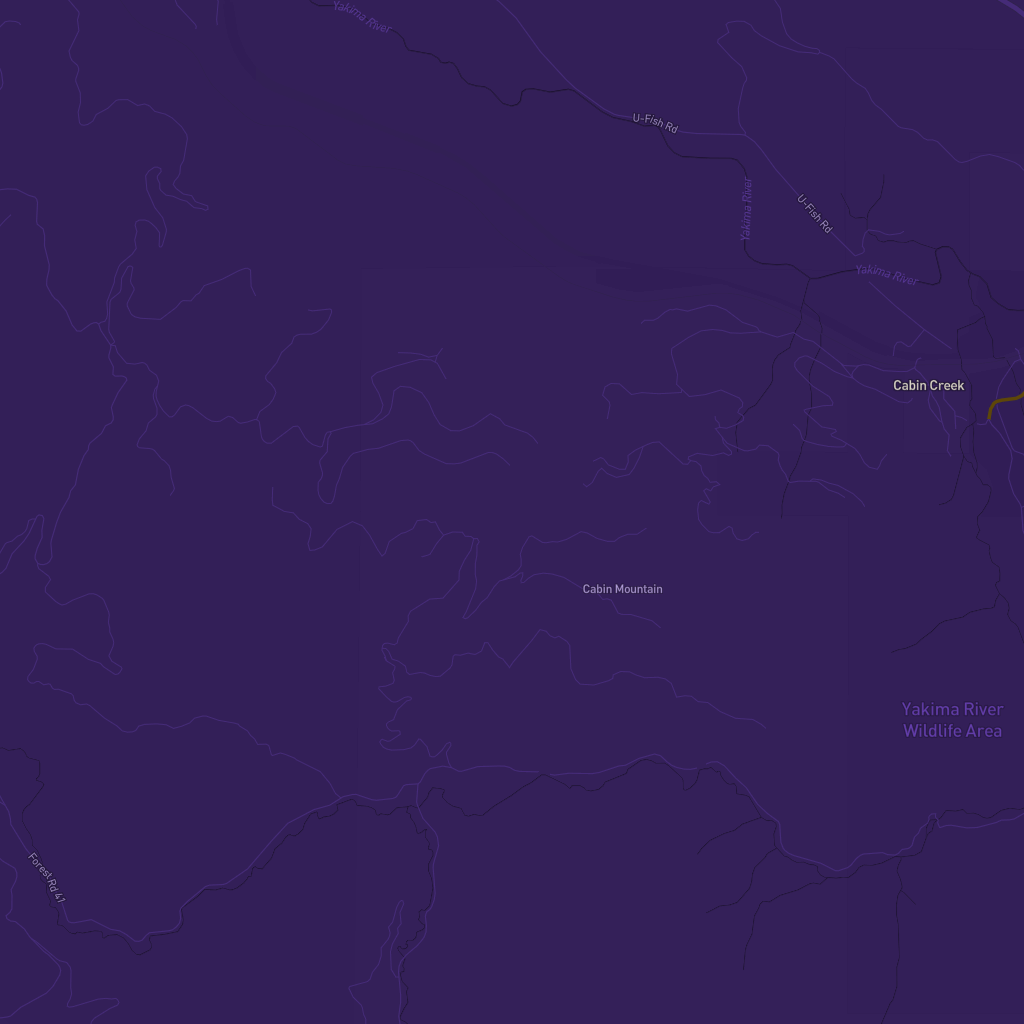 Yakima River
U-Fish Rd
Yakima River
U-Fish Rd
Yakima River
Cabin Creek
Cabin Mountain
Yakima River
Wildlife Area
Forest Rd 41